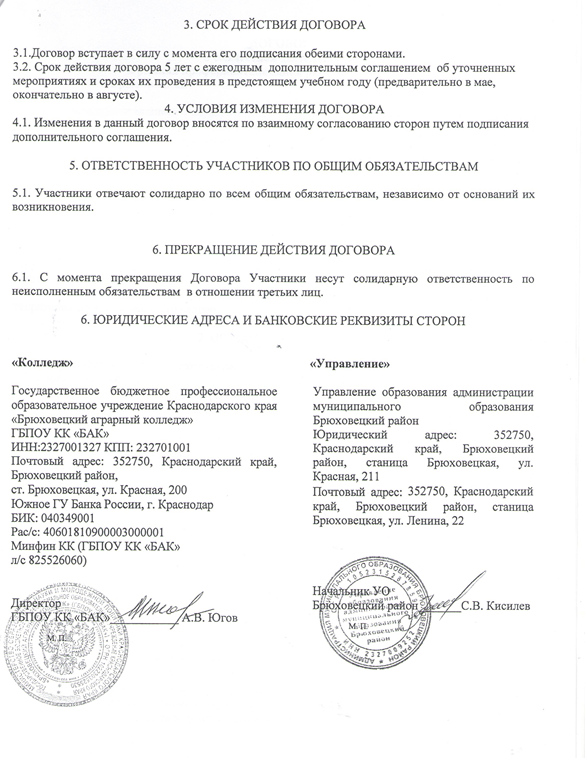 3. СРОК ДЕЙСТВИЯ ДОГОВОРА
3.1.Договор вступает в силу с момента его подписания обеими сторонами.
3.2. Срок действия договора 5 лет с ежегодным дополнительным соглашением об уточненных
мероприятиях и сроках их проведения в предстоящем учебном году (предварительно в мае,
окончательно в августе).
4. УСЛОВИЯ ИЗМЕНЕНИЯ ДОГОВОРА
4.1. Изменения в данный договор вносятся по взаимному согласованию сторон путем подписания
дополнительного соглашения.
5. ОТВЕТСТВЕННОСТЬ УЧАСТНИКОВ ПО ОБЩИМ ОБЯЗАТЕЛЬСТВАМ
5.1. Участники отвечают солидарно по всем общим обязательствам, независимо от оснований их
возникновения.
6. ПРЕКРАЩЕНИЕ ДЕЙСТВИЯ ДОГОВОРА
6.1. С момента прекращения Договора Участники несут солидарную ответственность по
неисполненным обязательствам в отношении третьих лиц.
6. ЮРИДИЧЕСКИЕ АДРЕСА И БАНКОВСКИЕ РЕКВИЗИТЫ СТОРОН
«Колледж»
Государственное бюджетное профессиональное
образовательное учреждение Краснодарского края
«Брюховецкий аграрный колледж»
ГБПОУ КК «БАК»
ИНН:2327001327 КПП: 232701001
Почтовый адрес: 352750, Краснодарский край,
Брюховецкий район,
ст. Брюховецкая, ул. Красная, 200
Южное ГУ Банка России, г. Краснодар
БИК: 040349001
Рас/с: 40601810900003000001
Минфин КК (ГБПОУ КК «БАК»
л/с 825526060)
Директор
ГБПОУ КК «БАК» А.В. Югов
М.П.
«Управление»
Управление образования администрации
муниципального образования
Брюховецкий район
Юридический адрес: 352750,
Краснодарский край, Брюховецкий
район, станица Брюховецкая, ул.
Красная, 211
Почтовый адрес: 352750, Краснодарский
край, Брюховецкий район, станица
Брюховецкая, ул. Ленина, 22
Начальник УО
Брюховецкий район С.В. Кисилев
М.П.